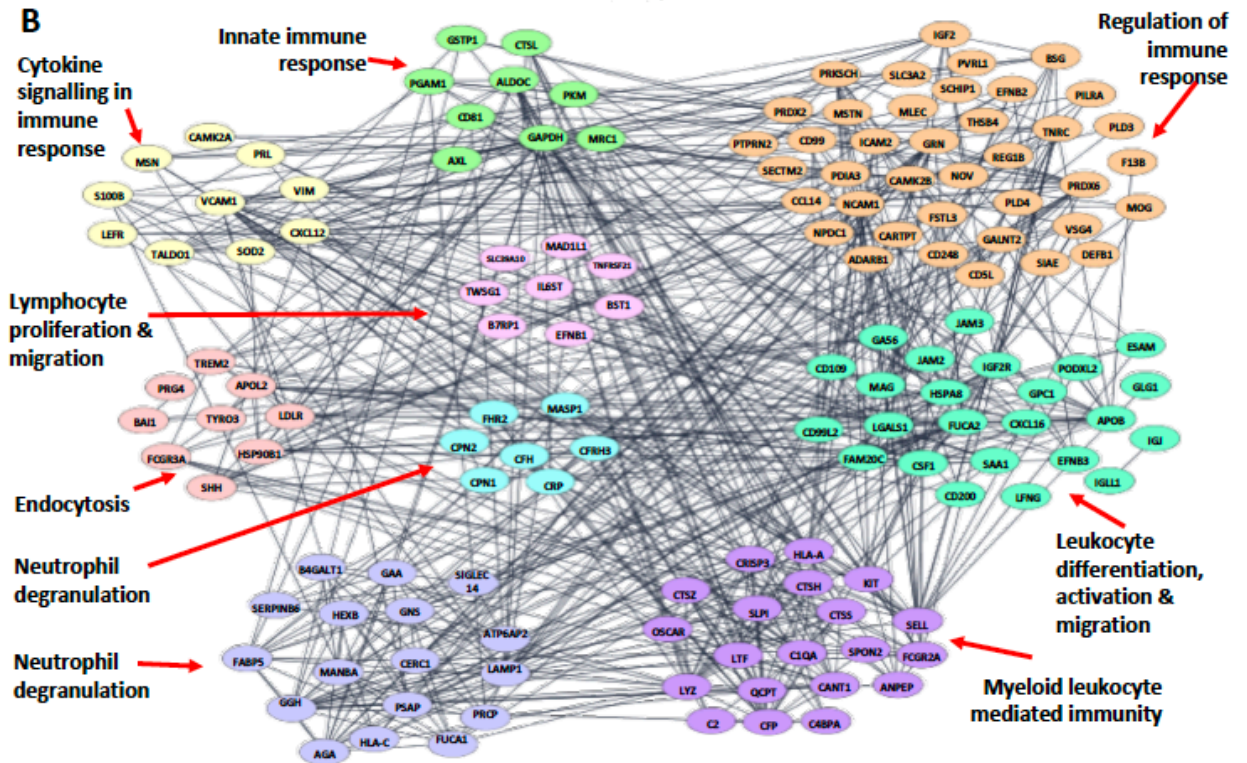 B
Innate immune
response
Cytokine
signalling in
immune
response
Regulation of
immune
response
GSTP1
CTSL
PGAM1
ALDOC
PKM
CD81
GAPDH
MRC1
AXL
CAMK2A
MSN
PRL
S100B
VCAM1
VIM
LEFR
CXCL12
TALDO1
SOD2
IGF2
BSG
PVRL1
PRKSCH
SLC3A2
SCHIP1
EFNB2
PILRA
PRDX2
MSTN
MLEC
THSB4
TNRC
PLD3
PTPRN2
CD99
ICAM2
GRN
REG1B
F13B
SECTM2
PDIA3
CAMK2B
NOV
PRDX6
CCL14
NCAM1
PLD4
MOG
FSTL3
NPDC1
CARTPT
GALNT2
VSG4
ADARB1
CD248
SIAE
DEFB1
CD5L
Lymphocyte
proliferation &
migration
MAD1L1
SLC39A10
TNFRSF21
TWSG1
IL6ST
BST1
B7RP1
EFNB1
TREM2
PRG4
APOL2
BAI1
TYRO3
LDLR
FCGR3A
HSP90B1
SHH
Endocytosis
MASP1
FHR2
CPN2
CFH
CFRH3
CPN1
CRP
Neutrophil
degranulation
JAM3
GAS6
ESAM
CD109
JAM2
IGF2R
PODXL2
MAG
HSPA8
GPC1
GLG1
CD99L2
LGALS1
FUCA2
CXCL16
APOB
IGJ
FAM20C
CSF1
SAA1
EFNB3
IGLL1
CD200
LFNG
Leukocyte
differentiation,
activation &
migration
B4GALT1
GAA
SIGLEC
14
SERPINB6
HEXB
GNS
ATP6AP2
FABP5
MANBA
CERC1
LAMP1
GGH
PSAP
PRCP
AGA
HLA-C
FUCA1
Neutrophil
degranulation
HLA-A
CRISP3
CTSZ
CTSH
KIT
SLPI
CTSS
OSCAR
SELL
LTF
C1QA
SPON2
FCGR2A
LYZ
QCPT
CANT1
ANPEP
C2
CFP
C4BPA
Myeloid leukocyte
mediated immunity